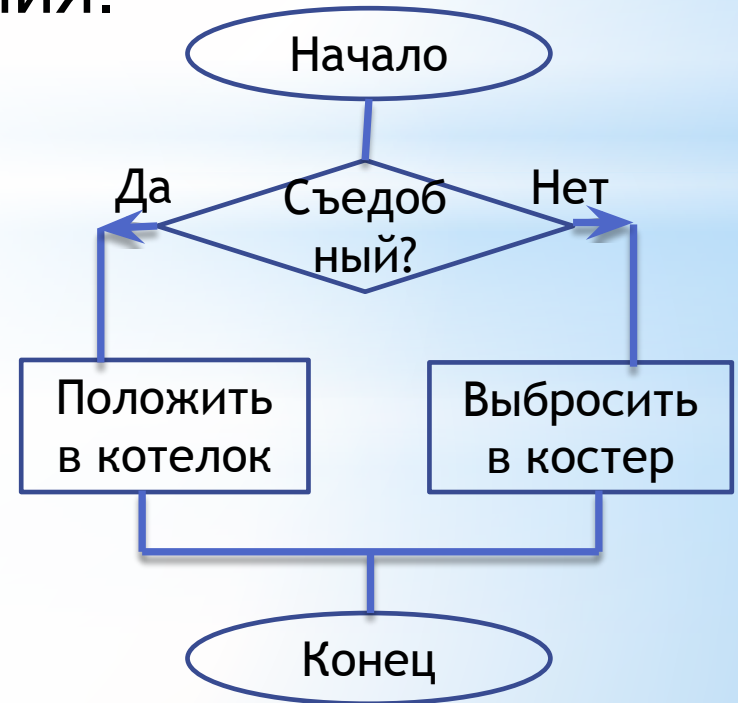 Начало
Да
Нет
Съедоб
ный?
Положить
в котелок
Выбросить
в костер
Конец